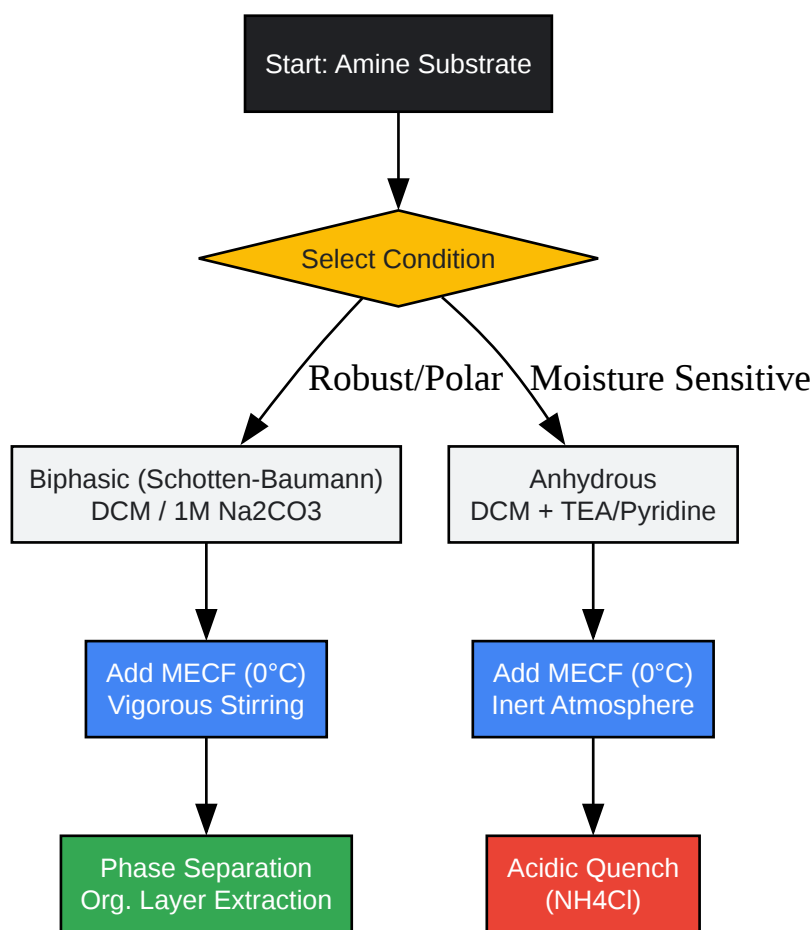 Start: Amine Substrate
Select Condition
Robust/Polar
Moisture Sensitive
Biphasic (Schotten-Baumann)
DCM / 1M Na2CO3
Anhydrous
DCM + TEA/Pyridine
Add MECF (0°C)
Vigorous Stirring
Add MECF (0°C)
Inert Atmosphere
Phase Separation
Org. Layer Extraction
Acidic Quench
(NH4Cl)